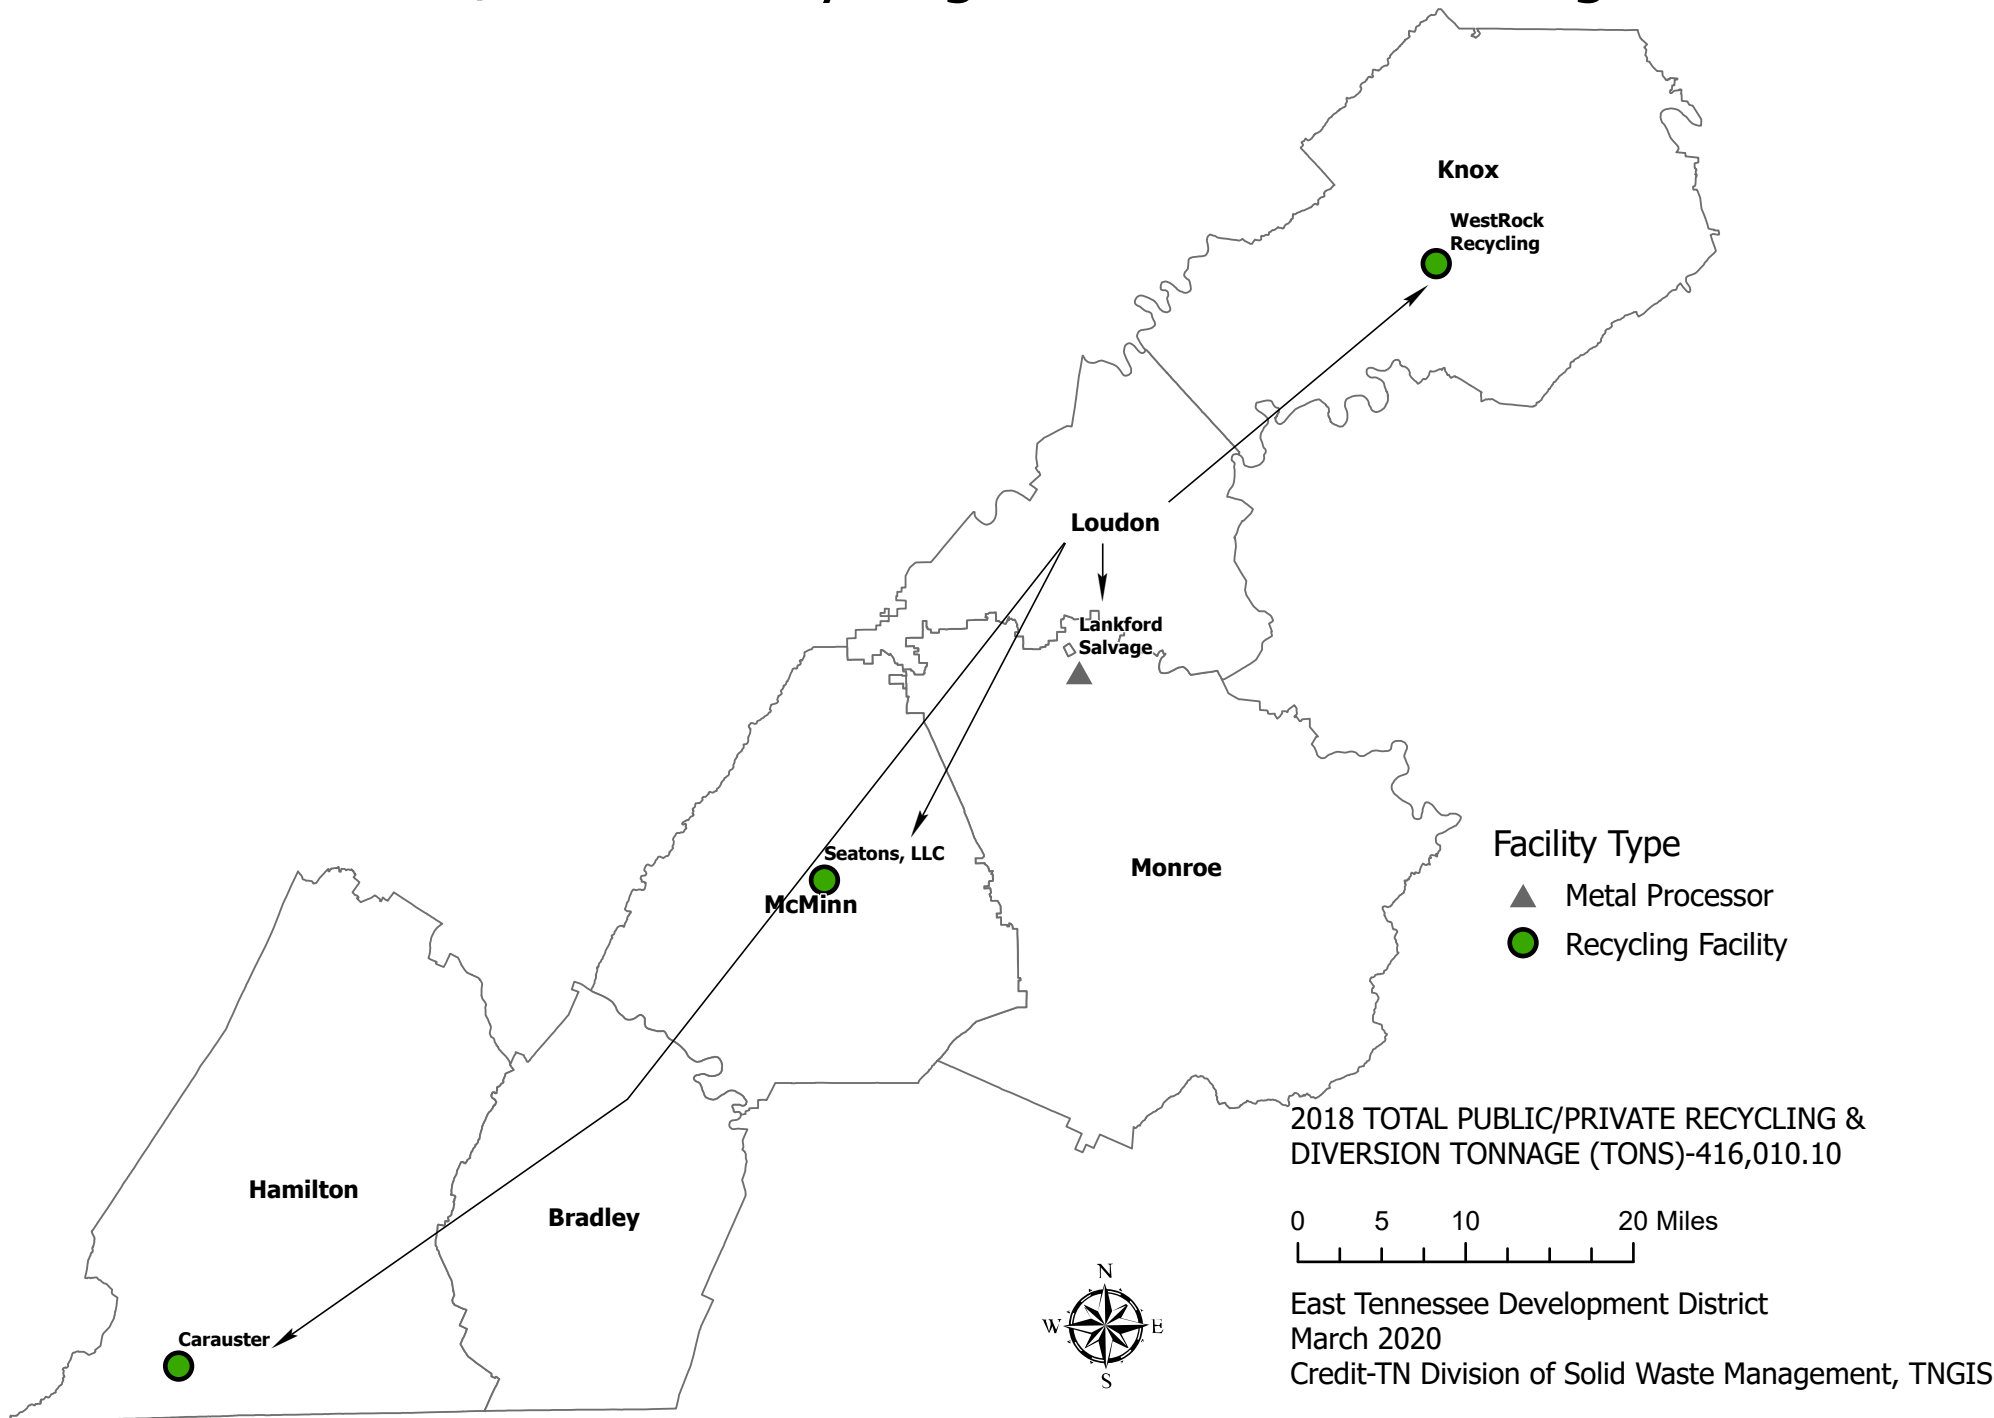 Knox
WestRock
Recycling
Loudon
Lankford
Salvage
Seatons, LLC
McMinn
Monroe
Facility Type
Metal Processor
Recycling Facility
2018 TOTAL PUBLIC/PRIVATE RECYCLING &
DIVERSION TONNAGE (TONS)-416,010.10
Hamilton
Bradley
0 5 10 20 Miles
N
W E
S
East Tennessee Development District
March 2020
Credit-TN Division of Solid Waste Management, TNGIS
Carauster